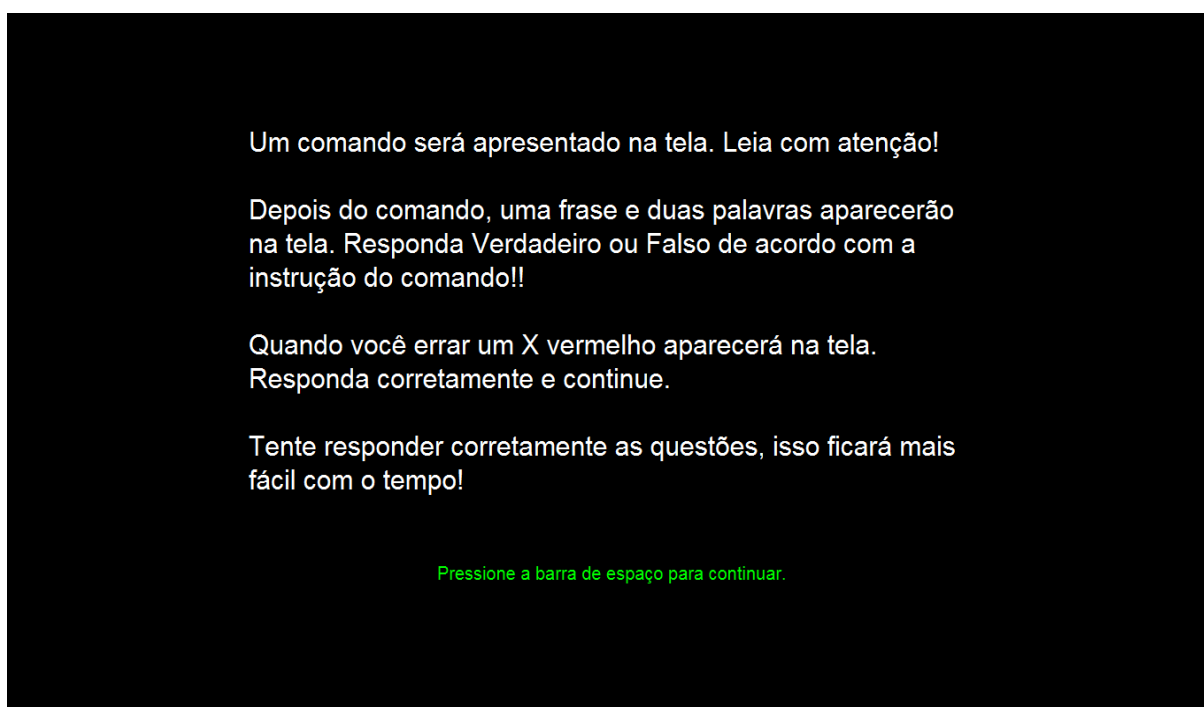 Um comando será apresentado na tela. Leia com atenção!
Depois do comando, uma frase e duas palavras aparecerão
na tela. Responda Verdadeiro ou Falso de acordo com a
instrução do comando!!
Quando você errar um X vermelho aparecerá na tela.
Responda corretamente e continue.
Tente responder corretamente as questões, isso ficará mais
fácil com o tempo!
Pressione a barra de espaço para continuar.